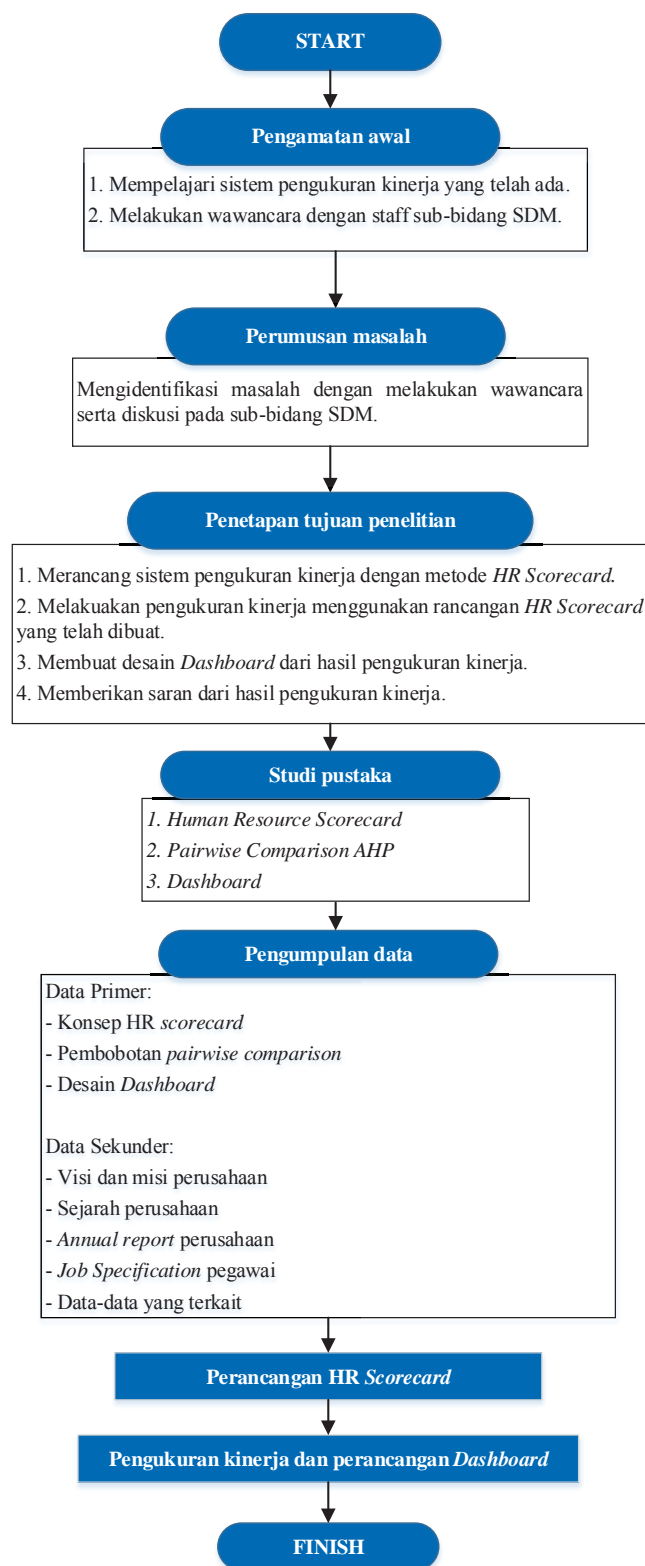 START
Pengamatan awal
1. Mempelajari sistem pengukuran kinerja yang telah ada.
2. Melakukan wawancara dengan staff sub-bidang SDM.
Perumusan masalah
Mengidentifikasi masalah dengan melakukan wawancara
serta diskusi pada sub-bidang SDM.
Penetapan tujuan penelitian
1. Merancang sistem pengukuran kinerja dengan metode HR Scorecard.
2. Melakuakan pengukuran kinerja menggunakan rancangan HR Scorecard
yang telah dibuat.
3. Membuat desain Dashboard dari hasil pengukuran kinerja.
4. Memberikan saran dari hasil pengukuran kinerja.
Studi pustaka
1. Human Resource Scorecard
2. Pairwise Comparison AHP
3. Dashboard
Pengumpulan data
Data Primer:
- Konsep HR scorecard
- Pembobotan pairwise comparison
- Desain Dashboard
Data Sekunder:
- Visi dan misi perusahaan
- Sejarah perusahaan
- Annual report perusahaan
- Job Specification pegawai
- Data-data yang terkait
Perancangan HR Scorecard
Pengukuran kinerja dan perancangan Dashboard
FINISH